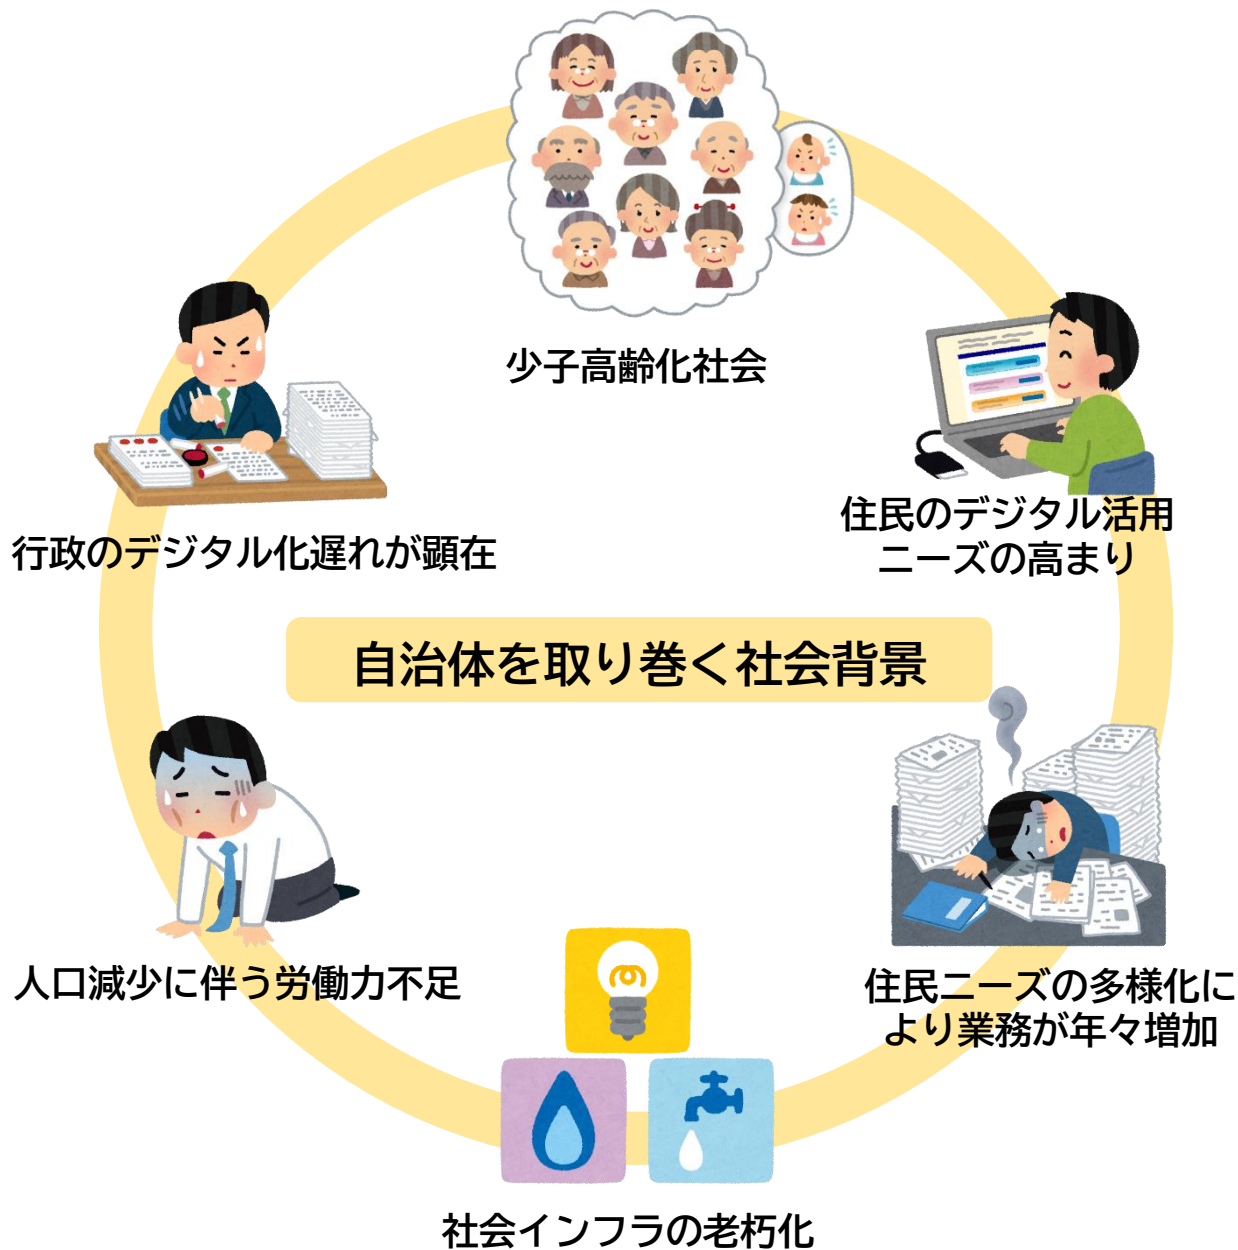 少子高齢化社会
住民のデジタル活用
ニーズの高まり
行政のデジタル化遅れが顕在
自治体を取り巻く社会背景
人口減少に伴う労働力不足
住民ニーズの多様化に
より業務が年々増加
社会インフラの老朽化